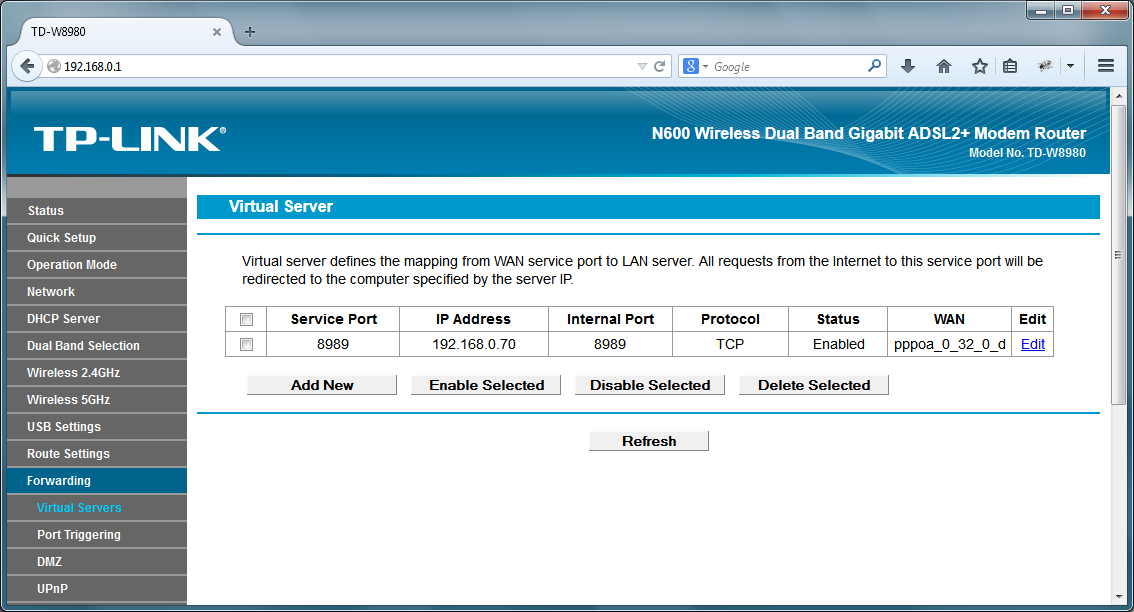 TD-W8980
192.168.0.1
8 Google
TP-LINK®
N600 Wireless Dual Band Gigabit ADSL2+ Modem Router
Model No. TD-W8980
Status
Quick Setup
Operation Mode
Network
DHCP Server
Dual Band Selection
Wireless 2.4GHz
Wireless 5GHz
USB Settings
Route Settings
Forwarding
Virtual Servers
Port Triggering
DMZ
UPnP
Virtual Server
Virtual server defines the mapping from WAN service port to LAN server. All requests from the Internet to this service port will be
redirected to the computer specified by the server IP.
Service Port IP Address Internal Port Protocol Status WAN Edit
8989 192.168.0.70 8989 TCP Enabled pppoa_0_32_0_d Edit
Add New Enable Selected Disable Selected Delete Selected
Refresh